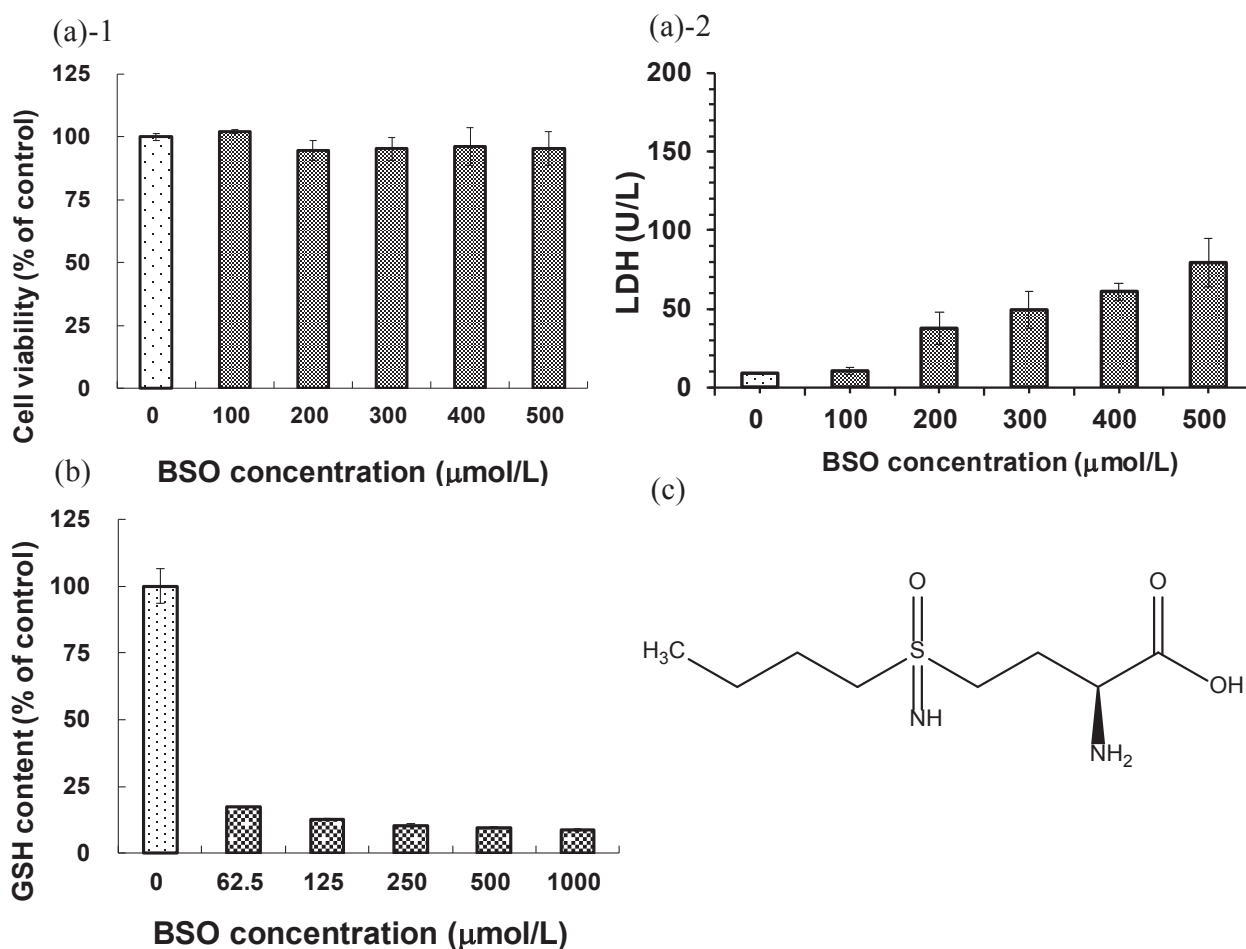 (a)-1
Cell viability (% of control)
125
100
75
50
25
0
0 100 200 300 400 500
BSO concentration (μmol/L)
(a)-2
LDH (U/L)
200
150
100
50
0
0 100 200 300 400 500
BSO concentration (μmol/L)
(b)
GSH content (% of control)
125
100
75
50
25
0
0 62.5 125 250 500 1000
BSO concentration (μmol/L)
(c)
O O
H₃C S
OH
NH
NH₂